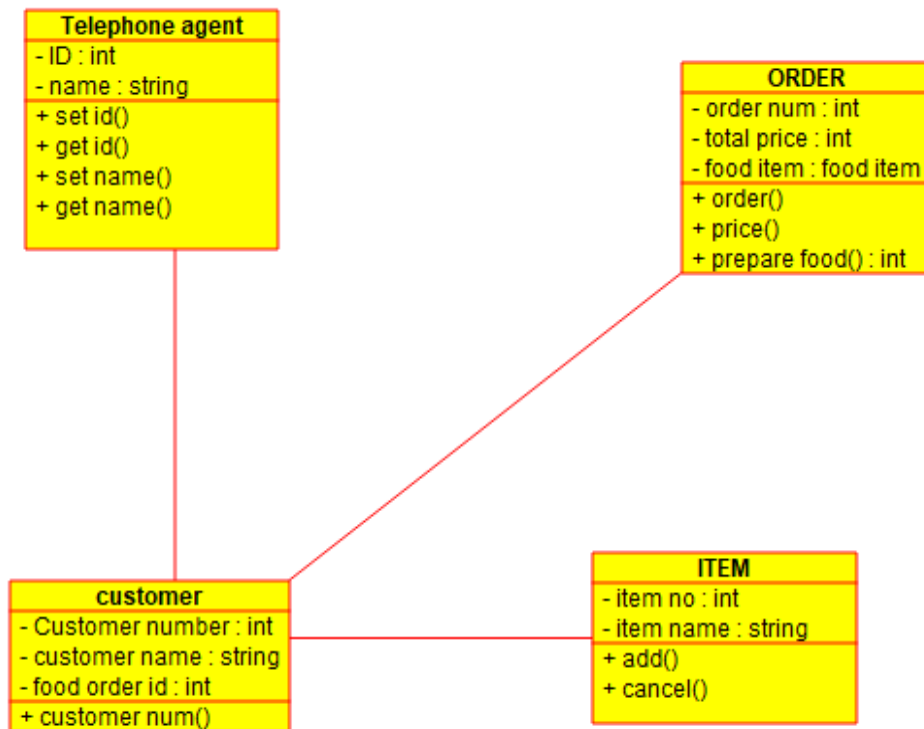 Telephone agent
- ID : int
- name : string
+ set id()
+ get id()
+ set name()
+ get name()
ORDER
- order num : int
- total price : int
- food item : food item
+ order()
+ price()
+ prepare food() : int
customer
- Customer number : int
- customer name : string
- food order id : int
+ customer num()
ITEM
- item no : int
- item name : string
+ add()
+ cancel()